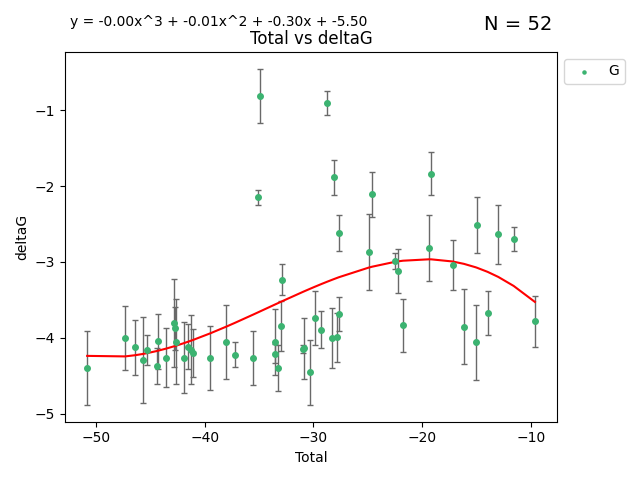 y = -0.00x^3 + -0.01x^2 + -0.30x + -5.50
N = 52
Total vs deltaG
G
−1
−2
−3
−4
−5
deltaG
−50
−40
−30
−20
−10
Total